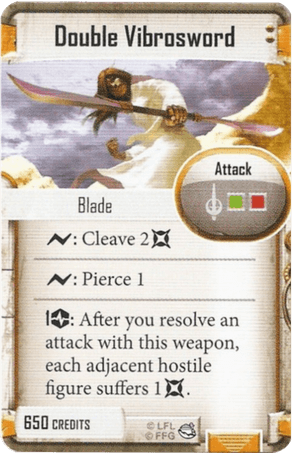 Double Vibrosword
Attack
Blade
: Cleave 2
: Pierce 1
1: After you resolve an
attack with this weapon,
each adjacent hostile
figure suffers 1.
650 CREDITS
© LFL
© FFG